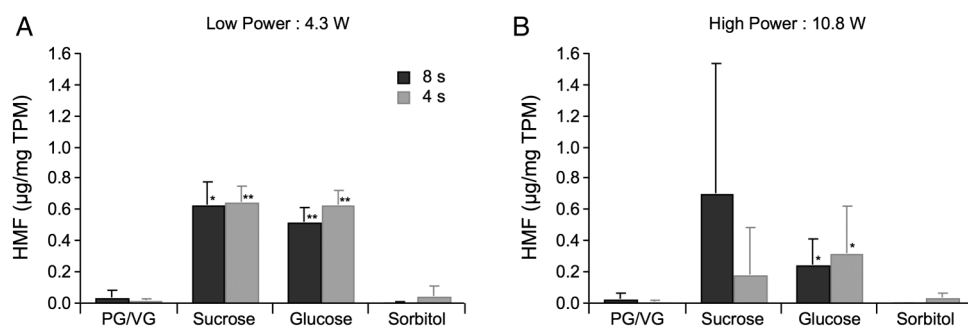 A
Low Power : 4.3 W
HMF (µg/mg TPM)
1.6
1.4
1.2
1.0
0.8
0.6
0.4
0.2
0.0
8 s
4 s
*
**
**
**
PG/VG Sucrose Glucose Sorbitol
B
High Power : 10.8 W
HMF (µg/mg TPM)
1.6
1.4
1.2
1.0
0.8
0.6
0.4
0.2
0.0
*
*
PG/VG Sucrose Glucose Sorbitol